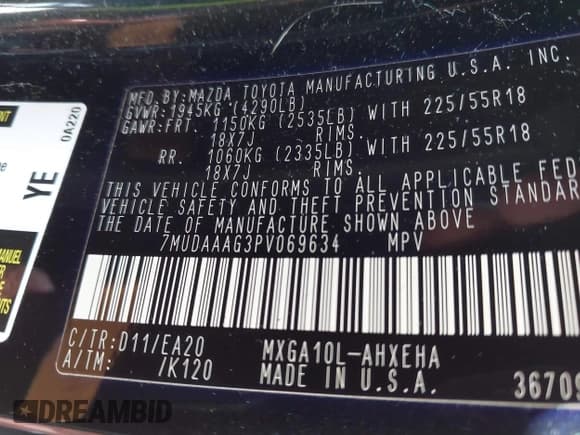 MFD.BY:MAZDA TOYOTA MANUFACTURING U.S.A. INC.
GVWR:1945KG (4290LB)
GAWR:FRT. 1150KG (2535LB) WITH 225/55R18
18X7J RIMS.
RR. 1060KG (2335LB) WITH 225/55R18
18X7J RIMS.
THIS VEHICLE CONFORMS TO ALL APPLICABLE FED
VEHICLE SAFETY AND THEFT PREVENTION STANDAR
THE DATE OF MANUFACTURE SHOWN ABOVE
7MUDAAAG3PV069634 MPV
C/TR:D11/EA20 MXGA10L-AHXEHA
A/TM: /K120 MADE IN U.S.A. 36709
YE
0A220
DREAMBID